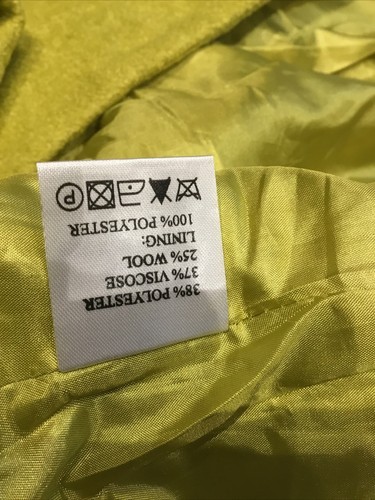 38% POLYESTER
37% VISCOSE
25% WOOL
LINING:
100% POLYESTER
P